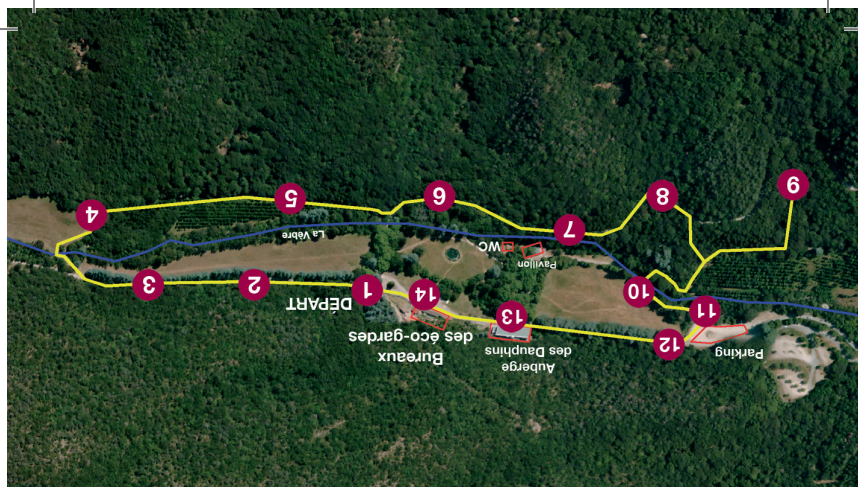 Auberge
des Dauphins
Bureaux
des éco-gardes
Parking
12
13
11
DÉPART
14
10
1
2
3
Pavillon
WC
La Vèbre
7
4
5
6
8
9